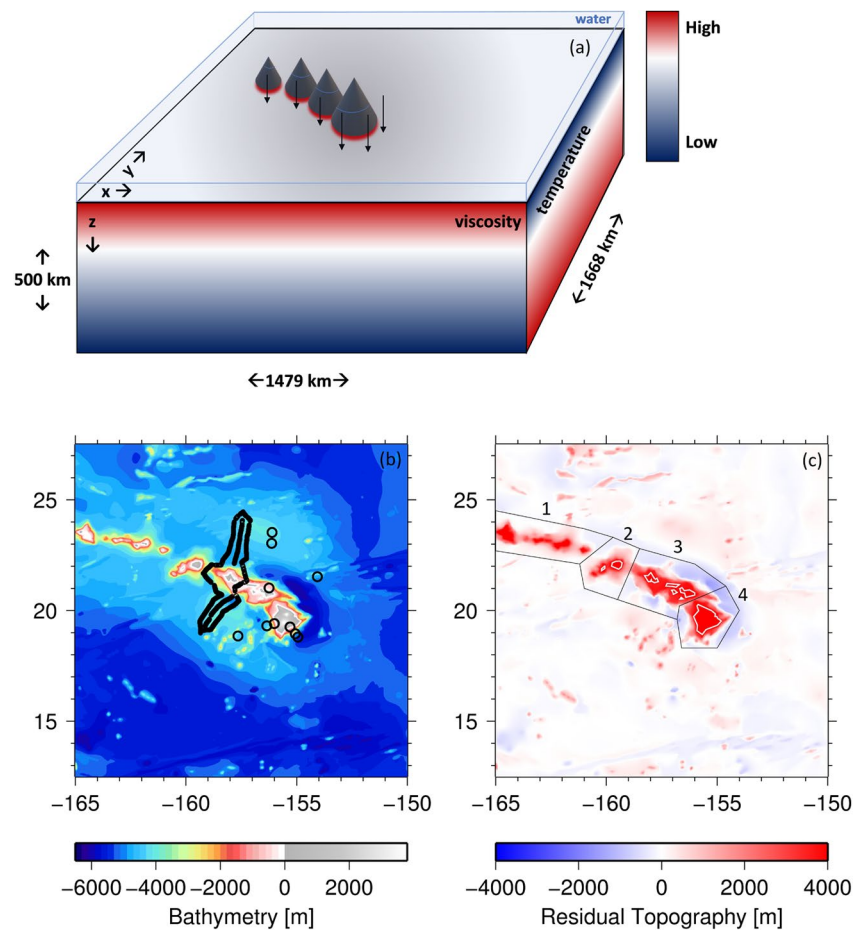 water
(a)
High
Low
temperature
y →
x →
z
viscosity
500 km
←1668 km→
←1479 km→
(b)
25
20
15
−165
−160
−155
−150
(c)
1
2
3
4
25
20
15
−165
−160
−155
−150
−6000 −4000 −2000 0 2000
Bathymetry [m]
−4000 −2000 0 2000 4000
Residual Topography [m]